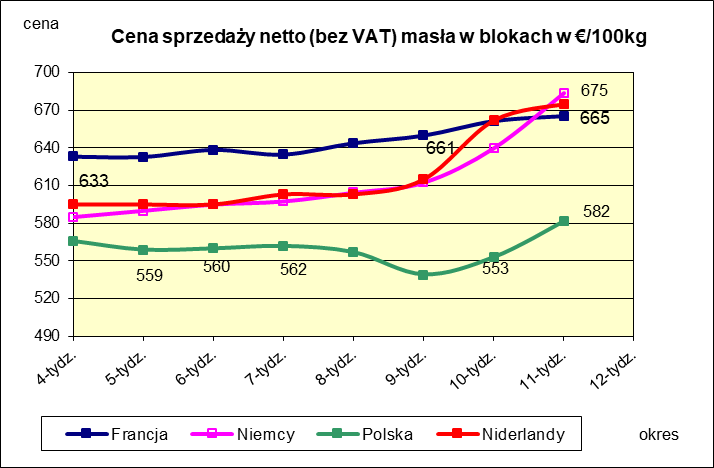 cena
Cena sprzedaży netto (bez VAT) masła w blokach w €/100kg
700
670
640
610
580
550
520
490
675
665
661
633
582
559
560
562
553
4-tydz.
5-tydz.
6-tydz.
7-tydz.
8-tydz.
9-tydz.
10-tydz.
11-tydz.
12-tydz.
Francja
Niemcy
Polska
Niderlandy
okres